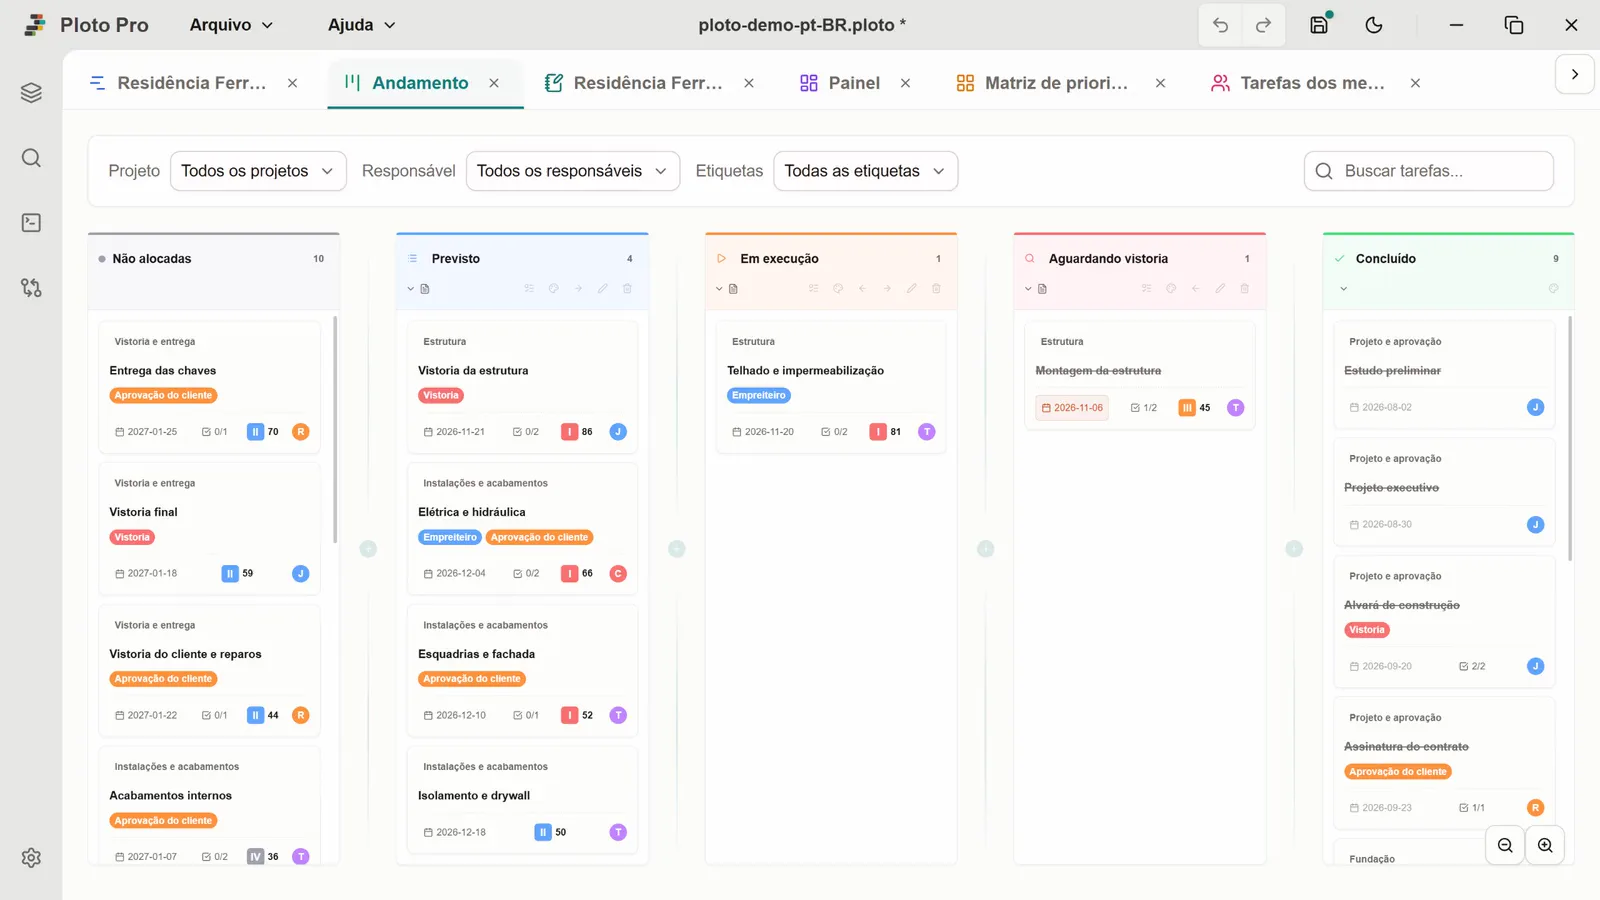 Ploto Pro
Arquivo
Ajuda
ploto-demo-pt-BR.ploto *
Residência Ferr...
Andamento
Residência Ferr...
Painel
Matriz de priori...
Tarefas dos me...
Projeto
Todos os projetos
Responsável
Todos os responsáveis
Etiquetas
Todas as etiquetas
Buscar tarefas...
Não alocadas
10
Vistoria e entrega
Entrega das chaves
Aprovação do cliente
2027-01-25 0/1 II 70 R
Vistoria e entrega
Vistoria final
Vistoria
2027-01-18 II 59 J
Vistoria e entrega
Vistoria do cliente e reparos
Aprovação do cliente
2027-01-22 0/1 II 44 R
Instalações e acabamentos
Acabamentos internos
Aprovação do cliente
2027-01-07 0/2 IV 36 T
Previsto
4
Estrutura
Vistoria da estrutura
Vistoria
2026-11-21 0/2 I 86 J
Instalações e acabamentos
Elétrica e hidráulica
Empreiteiro Aprovação do cliente
2026-12-04 0/2 I 66 C
Instalações e acabamentos
Esquadrias e fachada
Aprovação do cliente
2026-12-10 0/1 I 52 T
Instalações e acabamentos
Isolamento e drywall
2026-12-18 II 50 T
Em execução
1
Estrutura
Telhado e impermeabilização
Empreiteiro
2026-11-20 0/2 I 81 T
Aguardando vistoria
1
Estrutura
Montagem da estrutura
2026-11-06 1/2 III 45 T
Concluído
9
Projeto e aprovação
Estudo preliminar
2026-08-02 J
Projeto e aprovação
Projeto executivo
2026-08-30 J
Projeto e aprovação
Alvará de construção
Vistoria
2026-09-20 2/2 J
Projeto e aprovação
Assinatura do contrato
Aprovação do cliente
2026-09-23 1/1 R
Fundação